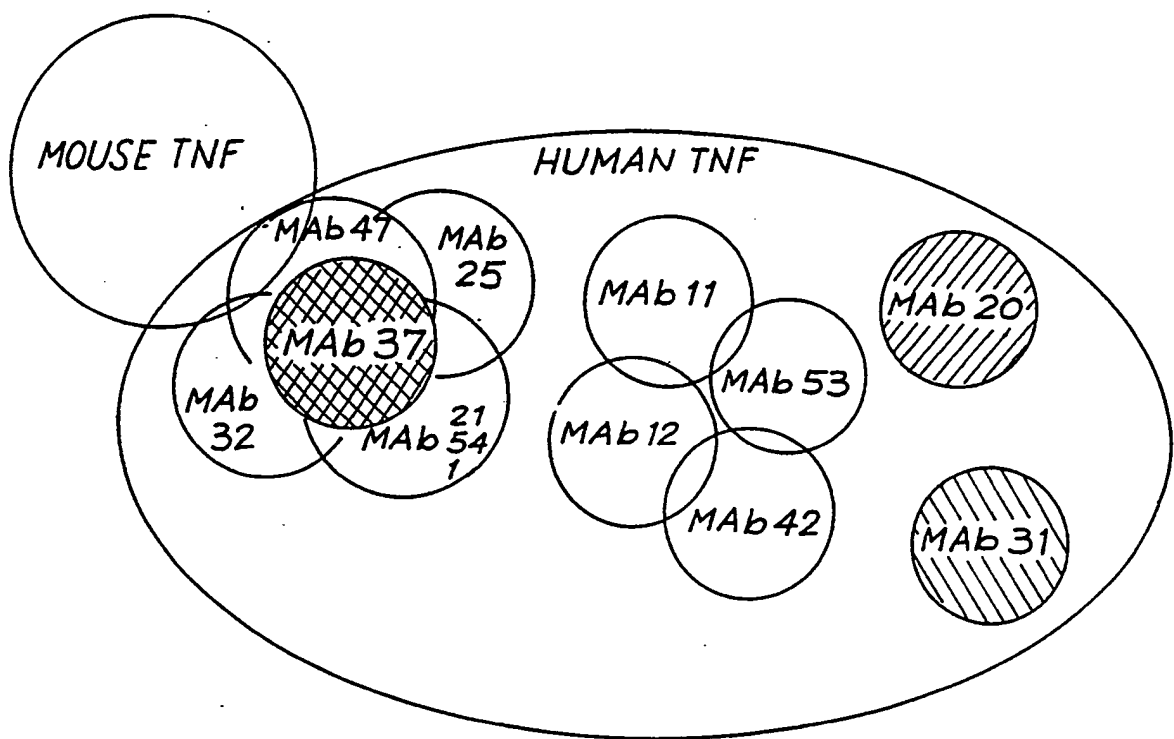 MOUSE TNF
HUMAN TNF
MAb 47
MAb
25
MAb 37
MAb
32
MAb 21
54
1
MAb 11
MAb 53
MAb 12
MAb 42
MAb 20
MAb 31